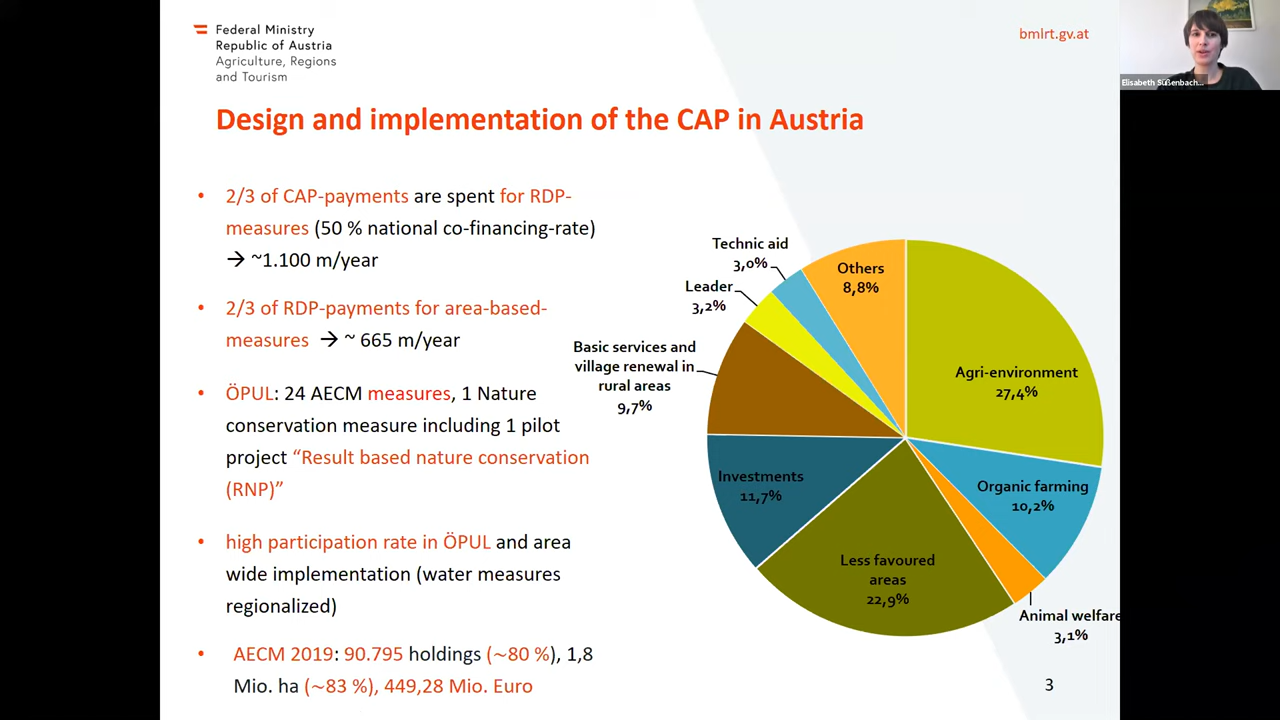 Federal Ministry
Republic of Austria
Agriculture, Regions
and Tourism
bmlrt.gv.at
Elisabeth Süßenbach...
Design and implementation of the CAP in Austria
• 2/3 of CAP-payments are spent for RDP-
measures (50 % national co-financing-rate)
→ ~1.100 m/year
• 2/3 of RDP-payments for area-based-
measures → ~ 665 m/year
• ÖPUL: 24 AECM measures, 1 Nature
conservation measure including 1 pilot
project “Result based nature conservation
(RNP)”
• high participation rate in ÖPUL and area
wide implementation (water measures
regionalized)
• AECM 2019: 90.795 holdings (~80 %), 1,8
Mio. ha (~83 %), 449,28 Mio. Euro
Technic aid
3,0%
Others
8,8%
Leader
3,2%
Basic services and
village renewal in
rural areas
9,7%
Agri-environment
27,4%
Investments
11,7%
Organic farming
10,2%
Less favoured
areas
22,9%
Animal welfare
3,1%
3